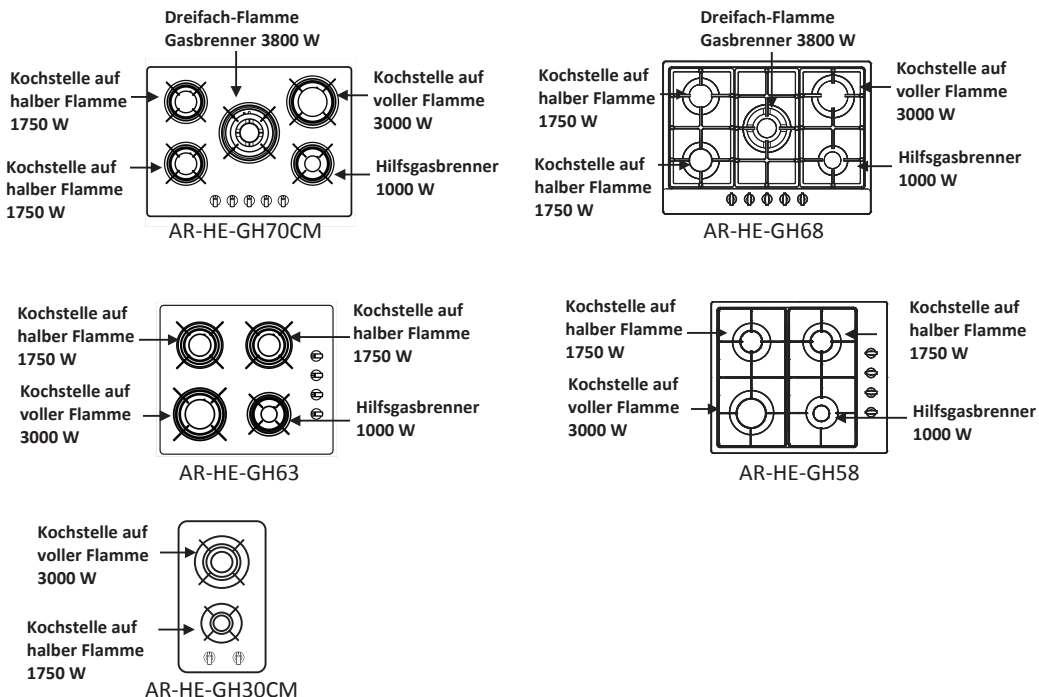 Dreifach-Flamme
Gasbrenner 3800 W
Kochstelle auf
halber Flamme
1750 W
Kochstelle auf
voller Flamme
3000 W
Kochstelle auf
halber Flamme
1750 W
Hilfsgasbrenner
1000 W
AR-HE-GH70CM
Dreifach-Flamme
Gasbrenner 3800 W
Kochstelle auf
halber Flamme
1750 W
Kochstelle auf
voller Flamme
3000 W
Kochstelle auf
halber Flamme
1750 W
Hilfsgasbrenner
1000 W
AR-HE-GH68
Kochstelle auf
halber Flamme
1750 W
Kochstelle auf
halber Flamme
1750 W
Kochstelle auf
voller Flamme
3000 W
Hilfsgasbrenner
1000 W
AR-HE-GH63
Kochstelle auf
halber Flamme
1750 W
Kochstelle auf
halber Flamme
1750 W
Kochstelle auf
voller Flamme
3000 W
Hilfsgasbrenner
1000 W
AR-HE-GH58
Kochstelle auf
voller Flamme
3000 W
Kochstelle auf
halber Flamme
1750 W
AR-HE-GH30CM